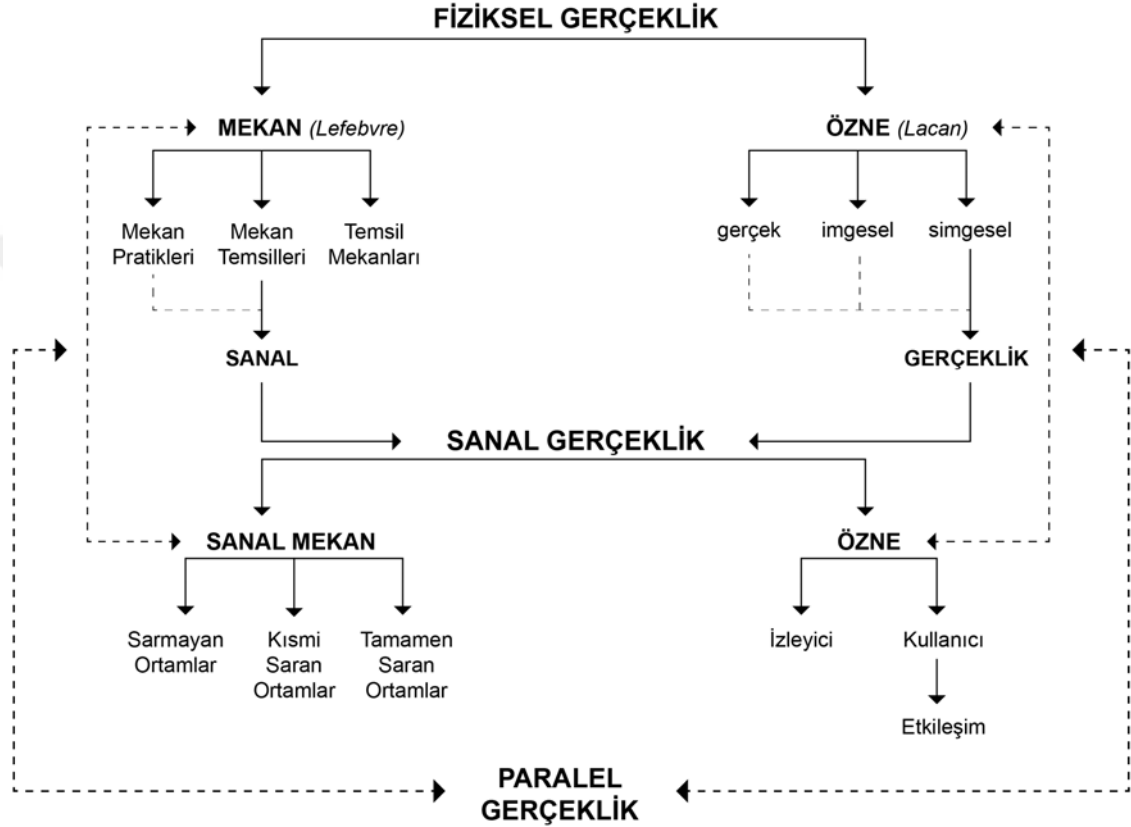 FİZİKSEL GERÇEKLİK
MEKAN (Lefebvre)
ÖZNE (Lacan)
Mekan
Pratikleri
Mekan
Temsilleri
Temsil
Mekanları
gerçek
imgesel
simgesel
SANAL
GERÇEKLİK
SANAL GERÇEKLİK
SANAL MEKAN
ÖZNE
Sarmayan
Ortamlar
Kısmi
Saran
Ortamlar
Tamamen
Saran
Ortamlar
İzleyici
Kullanıcı
Etkileşim
PARALEL
GERÇEKLİK